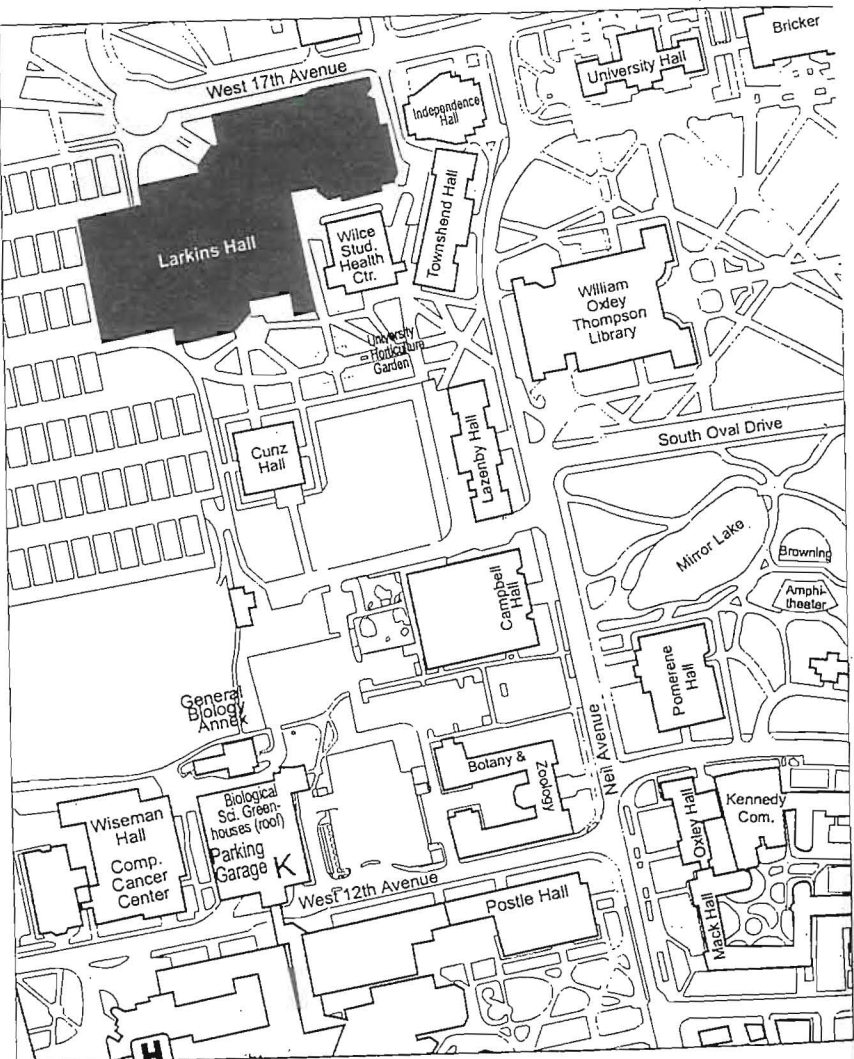 Bricker
University Hall
West 17th Avenue
Independence
Hall
Townshend Hall
Larkins Hall
Wilce
Stud.
Health
Ctr.
William
Oxley
Thompson
Library
University
Horticulture
Garden
South Oval Drive
Cunz
Hall
Lazenby Hall
Mirror Lake
Browning
Amphi-
theater
Campbell
Hall
Pomerene
Hall
General
Biology
Annex
Neil Avenue
Botany &
Zoology
Oxley Hall
Kennedy
Com.
Wiseman
Hall
Comp.
Cancer
Center
Biological
Sci. Green-
houses (roof)
Parking
Garage K
West 12th Avenue
Postle Hall
Mack Hall
H